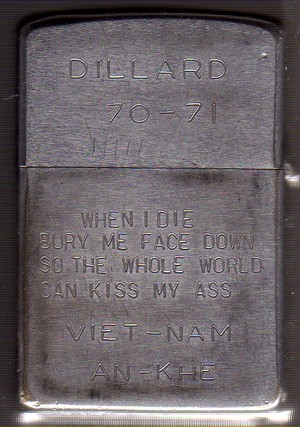 DILLARD
70-71
WHEN I DIE
BURY ME FACE DOWN
SO THE WHOLE WORLD
CAN KISS MY ASS
VIET-NAM
AN-KHE